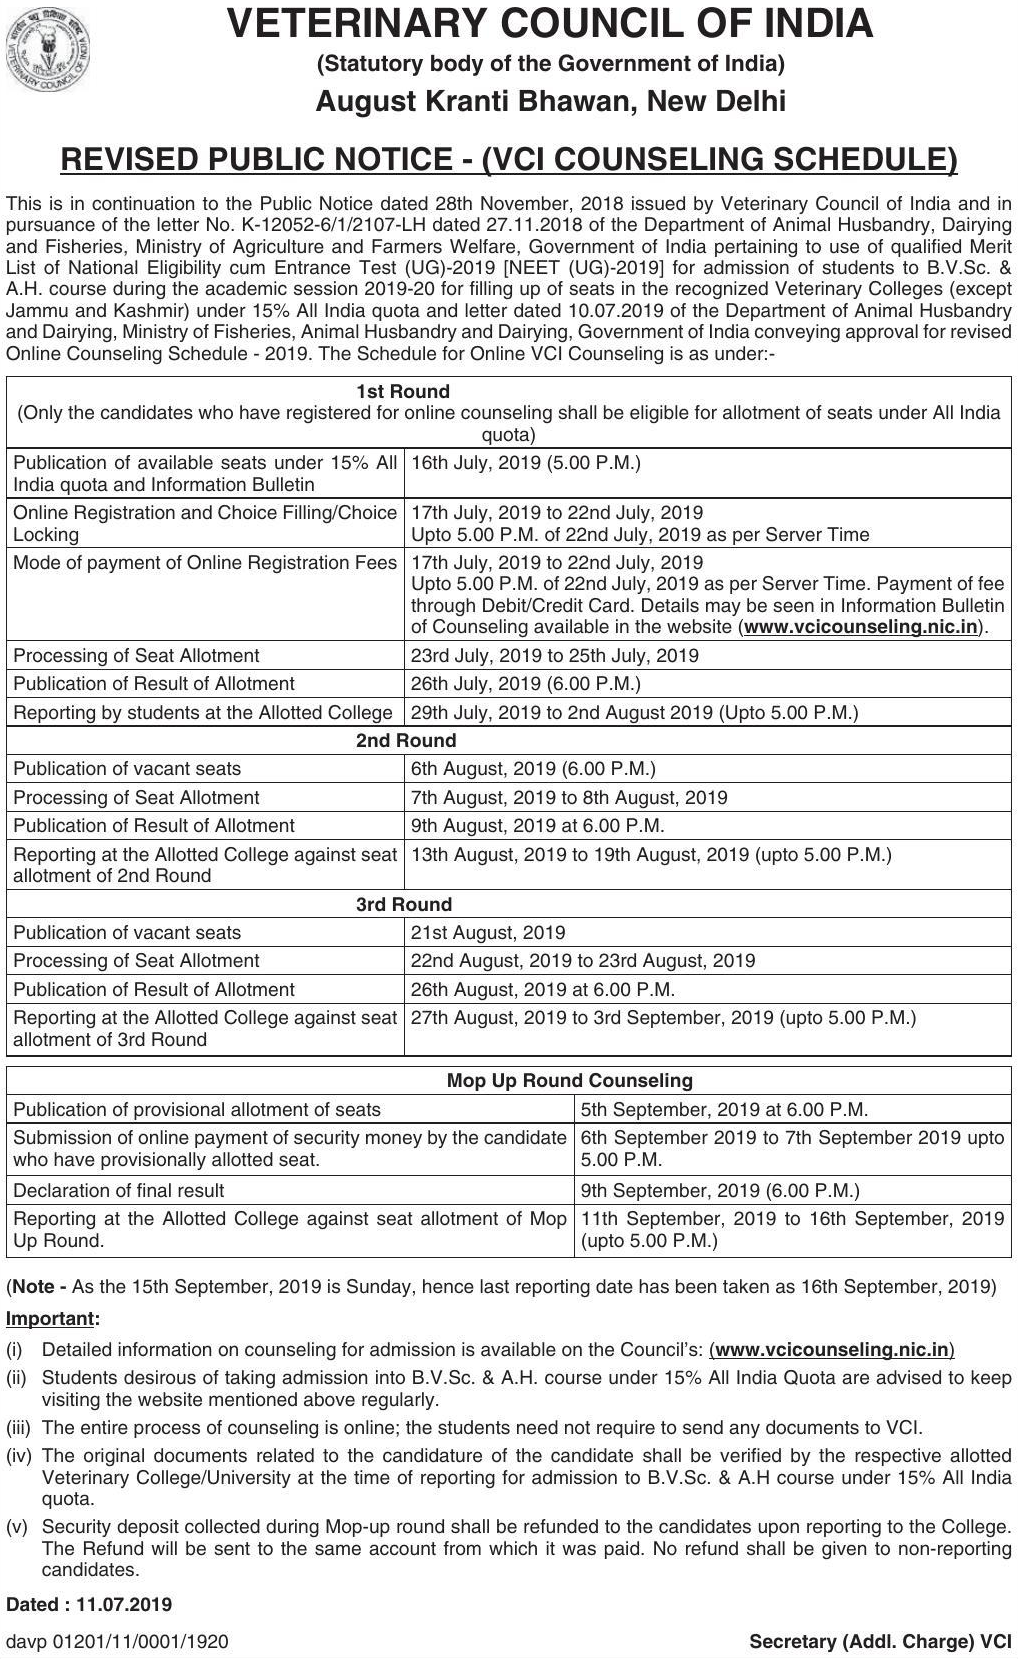 VETERINARY COUNCIL OF INDIA
(Statutory body of the Government of India)
August Kranti Bhawan, New Delhi
REVISED PUBLIC NOTICE - (VCI COUNSELING SCHEDULE)
This is in continuation to the Public Notice dated 28th November, 2018 issued by Veterinary Council of India and in
pursuance of the letter No. K-12052-6/1/2107-LH dated 27.11.2018 of the Department of Animal Husbandry, Dairying
and Fisheries, Ministry of Agriculture and Farmers Welfare, Government of India pertaining to use of qualified Merit
List of National Eligibility cum Entrance Test (UG)-2019 [NEET (UG)-2019] for admission of students to B.V.Sc. &
A.H. course during the academic session 2019-20 for filling up of seats in the recognized Veterinary Colleges (except
Jammu and Kashmir) under 15% All India quota and letter dated 10.07.2019 of the Department of Animal Husbandry
and Dairying, Ministry of Fisheries, Animal Husbandry and Dairying, Government of India conveying approval for revised
Online Counseling Schedule - 2019. The Schedule for Online VCI Counseling is as under:-
1st Round
(Only the candidates who have registered for online counseling shall be eligible for allotment of seats under All India
quota)
Publication of available seats under 15% All 16th July, 2019 (5.00 P.M.)
India quota and Information Bulletin
Online Registration and Choice Filling/Choice 17th July, 2019 to 22nd July, 2019
Locking Upto 5.00 P.M. of 22nd July, 2019 as per Server Time
Mode of payment of Online Registration Fees 17th July, 2019 to 22nd July, 2019
Upto 5.00 P.M. of 22nd July, 2019 as per Server Time. Payment of fee
through Debit/Credit Card. Details may be seen in Information Bulletin
of Counseling available in the website (www.vcicounseling.nic.in).
Processing of Seat Allotment 23rd July, 2019 to 25th July, 2019
Publication of Result of Allotment 26th July, 2019 (6.00 P.M.)
Reporting by students at the Allotted College 29th July, 2019 to 2nd August 2019 (Upto 5.00 P.M.)
2nd Round
Publication of vacant seats 6th August, 2019 (6.00 P.M.)
Processing of Seat Allotment 7th August, 2019 to 8th August, 2019
Publication of Result of Allotment 9th August, 2019 at 6.00 P.M.
Reporting at the Allotted College against seat 13th August, 2019 to 19th August, 2019 (upto 5.00 P.M.)
allotment of 2nd Round
3rd Round
Publication of vacant seats 21st August, 2019
Processing of Seat Allotment 22nd August, 2019 to 23rd August, 2019
Publication of Result of Allotment 26th August, 2019 at 6.00 P.M.
Reporting at the Allotted College against seat 27th August, 2019 to 3rd September, 2019 (upto 5.00 P.M.)
allotment of 3rd Round
Mop Up Round Counseling
Publication of provisional allotment of seats 5th September, 2019 at 6.00 P.M.
Submission of online payment of security money by the candidate 6th September 2019 to 7th September 2019 upto
who have provisionally allotted seat. 5.00 P.M.
Declaration of final result 9th September, 2019 (6.00 P.M.)
Reporting at the Allotted College against seat allotment of Mop 11th September, 2019 to 16th September, 2019
Up Round. (upto 5.00 P.M.)
(Note - As the 15th September, 2019 is Sunday, hence last reporting date has been taken as 16th September, 2019)
Important:
(i) Detailed information on counseling for admission is available on the Council's: (www.vcicounseling.nic.in)
(ii) Students desirous of taking admission into B.V.Sc. & A.H. course under 15% All India Quota are advised to keep
visiting the website mentioned above regularly.
(iii) The entire process of counseling is online; the students need not require to send any documents to VCI.
(iv) The original documents related to the candidature of the candidate shall be verified by the respective allotted
Veterinary College/University at the time of reporting for admission to B.V.Sc. & A.H course under 15% All India
quota.
(v) Security deposit collected during Mop-up round shall be refunded to the candidates upon reporting to the College.
The Refund will be sent to the same account from which it was paid. No refund shall be given to non-reporting
candidates.
Dated : 11.07.2019
davp 01201/11/0001/1920 Secretary (Addl. Charge) VCI